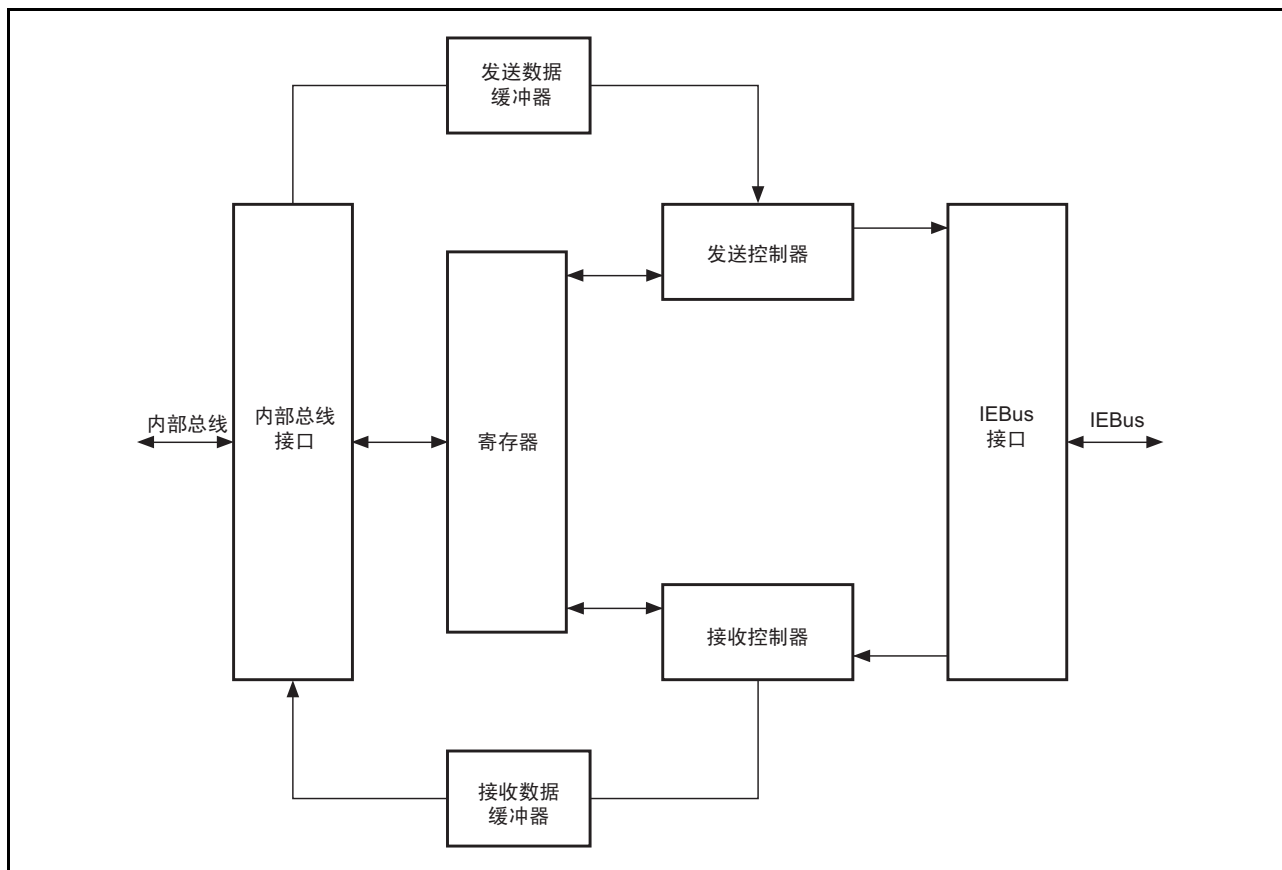 发送数据
缓冲器
发送控制器
内部总线
内部总线
接口
寄存器
IEBus
接口
IEBus
接收控制器
接收数据
缓冲器